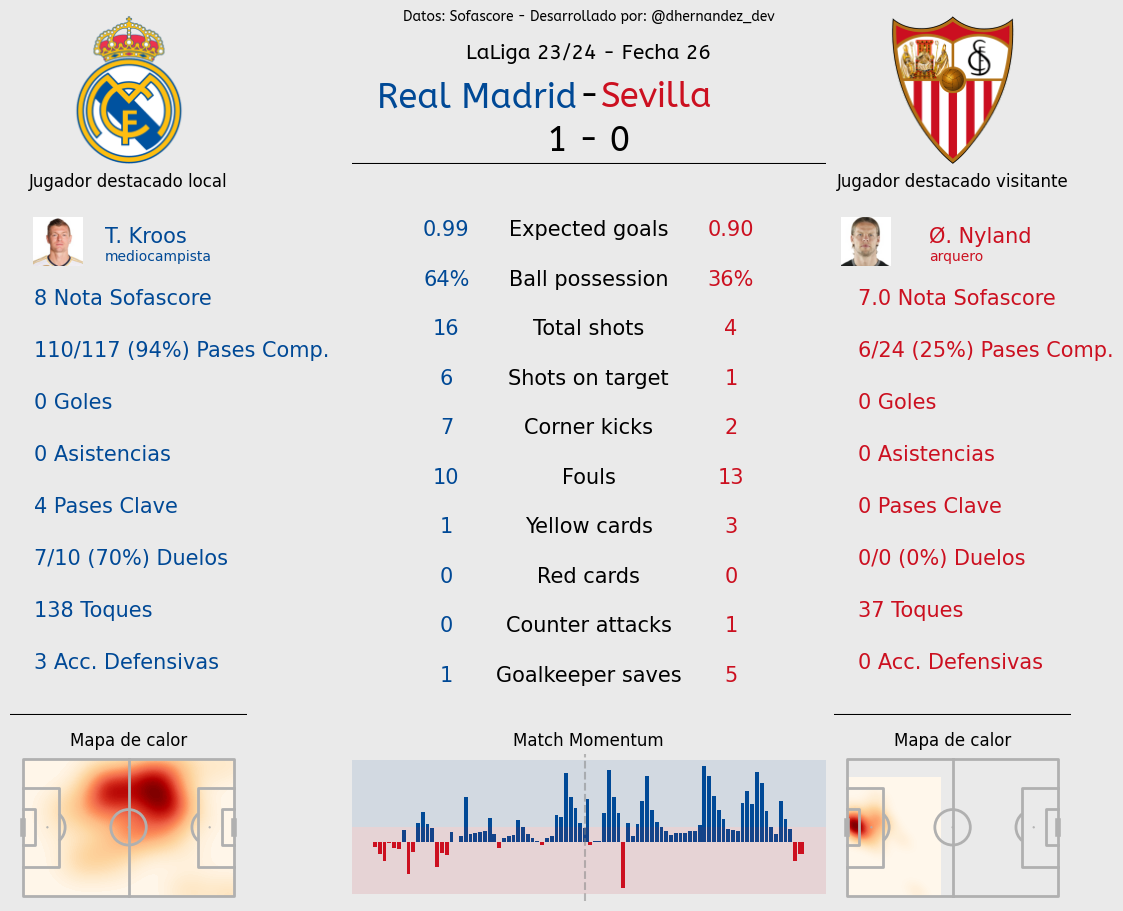 Datos: Sofascore - Desarrollado por: @dhernandez_dev
LaLiga 23/24 - Fecha 26
Real Madrid - Sevilla
1 - 0
Jugador destacado local
T. Kroos
mediocampista
8 Nota Sofascore
110/117 (94%) Pases Comp.
0 Goles
0 Asistencias
4 Pases Clave
7/10 (70%) Duelos
138 Toques
3 Acc. Defensivas
Mapa de calor
0.99 Expected goals 0.90
64% Ball possession 36%
16 Total shots 4
6 Shots on target 1
7 Corner kicks 2
10 Fouls 13
1 Yellow cards 3
0 Red cards 0
0 Counter attacks 1
1 Goalkeeper saves 5
Match Momentum
Jugador destacado visitante
Ø. Nyland
arquero
7.0 Nota Sofascore
6/24 (25%) Pases Comp.
0 Goles
0 Asistencias
0 Pases Clave
0/0 (0%) Duelos
37 Toques
0 Acc. Defensivas
Mapa de calor